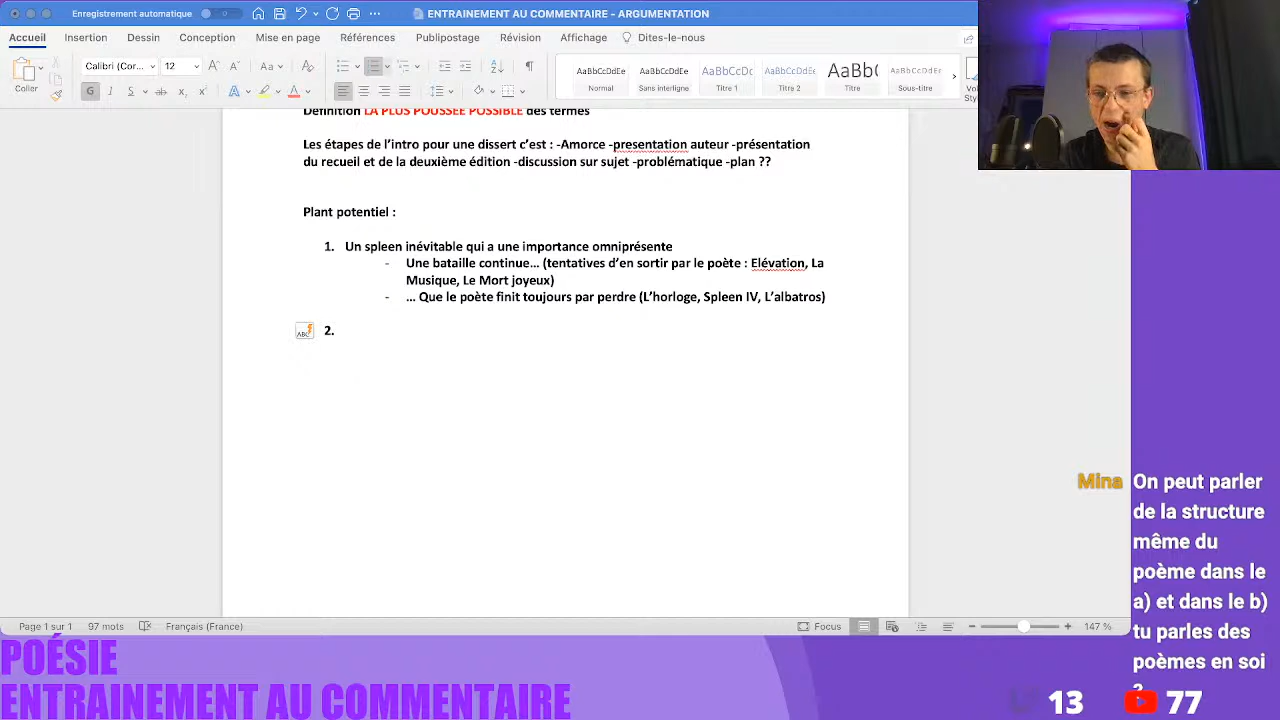 Enregistrement automatique
ENTRAINEMENT AU COMMENTAIRE - ARGUMENTATION
Accueil Insertion Dessin Conception Mise en page Références Publipostage Révision Affichage Dites-le-nous
Coller
Calibri (Cor... 12
G I S
AaBbCcDdEe Normal
AaBbCcDdEe Sans interligne
AaBbCcDc Titre 1
AaBbCcDdEe Titre 2
AaBb( Titre
AaBbCcDdEe Sous-titre
Définition LA PLUS POUSSEE POSSIBLE des termes
Les étapes de l'intro pour une dissert c'est : -Amorce -presentation auteur -présentation
du recueil et de la deuxième édition -discussion sur sujet -problématique -plan ??
Plant potentiel :
1. Un spleen inévitable qui a une importance omniprésente
- Une bataille continue… (tentatives d'en sortir par le poète : Elévation, La
Musique, Le Mort joyeux)
- … Que le poète finit toujours par perdre (L'horloge, Spleen IV, L'albatros)
2.
Mina On peut parler
de la structure
même du
poème dans le
a) et dans le b)
tu parles des
poèmes en soi
?
Page 1 sur 1 97 mots Français (France) Focus 147 %
POÉSIE
ENTRAINEMENT AU COMMENTAIRE
13 77